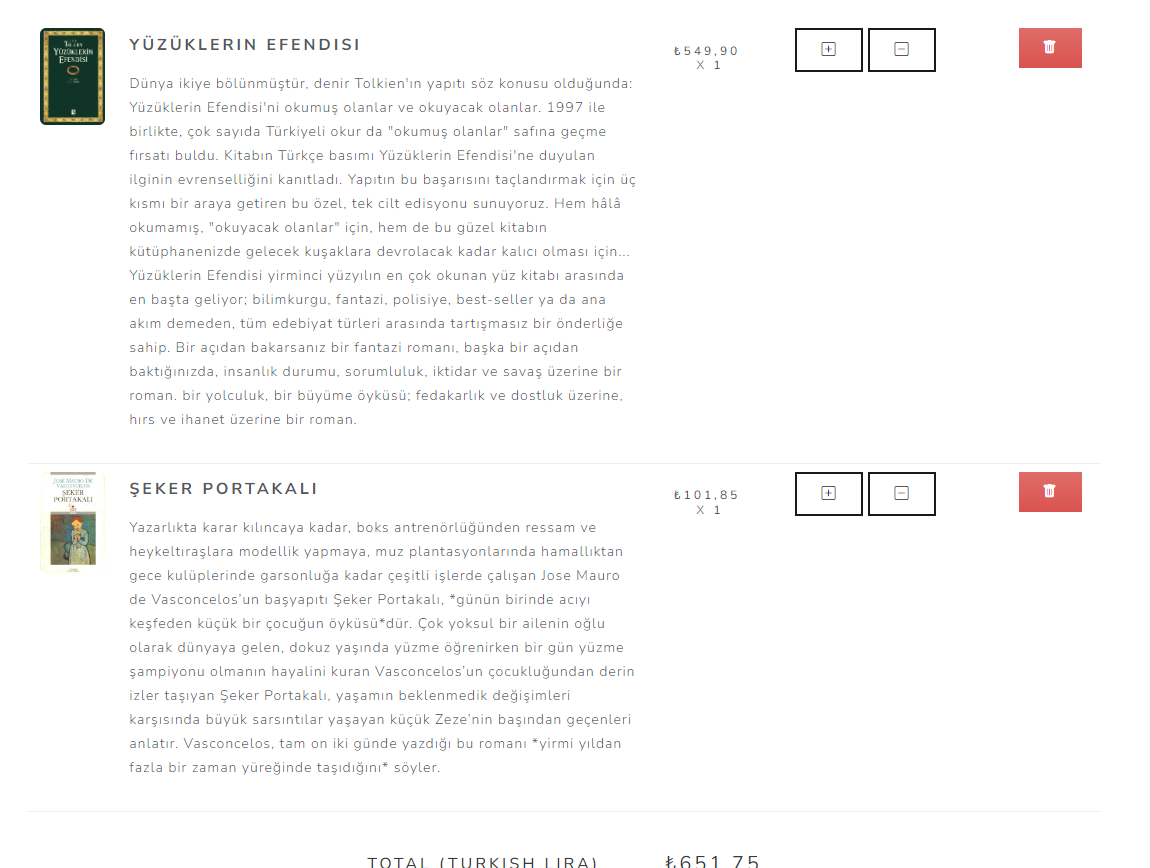 TOLKIEN
YÜZÜKLERİN
EFENDİSİ
YÜZÜKLERIN EFENDISI
₺549,90
X 1
Dünya ikiye bölünmüştür, denir Tolkien'ın yapıtı söz konusu olduğunda:
Yüzüklerin Efendisi'ni okumuş olanlar ve okuyacak olanlar. 1997 ile
birlikte, çok sayıda Türkiyeli okur da "okumuş olanlar" safına geçme
fırsatı buldu. Kitabın Türkçe basımı Yüzüklerin Efendisi'ne duyulan
ilginin evrenselliğini kanıtladı. Yapıtın bu başarısını taçlandırmak için üç
kısmı bir araya getiren bu özel, tek cilt edisyonu sunuyoruz. Hem hâlâ
okumamış, "okuyacak olanlar" için, hem de bu güzel kitabın
kütüphanenizde gelecek kuşaklara devrolacak kadar kalıcı olması için...
Yüzüklerin Efendisi yirminci yüzyılın en çok okunan yüz kitabı arasında
en başta geliyor; bilimkurgu, fantazi, polisiye, best-seller ya da ana
akım demeden, tüm edebiyat türleri arasında tartışmasız bir önderliğe
sahip. Bir açıdan bakarsanız bir fantazi romanı, başka bir açıdan
baktığınızda, insanlık durumu, sorumluluk, iktidar ve savaş üzerine bir
roman. bir yolculuk, bir büyüme öyküsü; fedakarlık ve dostluk üzerine,
hırs ve ihanet üzerine bir roman.
JOSÉ MAURO DE
VASCONCELOS
ŞEKER
PORTAKALI
ŞEKER PORTAKALI
₺101,85
X 1
Yazarlıkta karar kılıncaya kadar, boks antrenörlüğünden ressam ve
heykeltıraşlara modellik yapmaya, muz plantasyonlarında hamallıktan
gece kulüplerinde garsonluğa kadar çeşitli işlerde çalışan Jose Mauro
de Vasconcelos’un başyapıtı Şeker Portakalı, *günün birinde acıyı
keşfeden küçük bir çocuğun öyküsü*dür. Çok yoksul bir ailenin oğlu
olarak dünyaya gelen, dokuz yaşında yüzme öğrenirken bir gün yüzme
şampiyonu olmanın hayalini kuran Vasconcelos’un çocukluğundan derin
izler taşıyan Şeker Portakalı, yaşamın beklenmedik değişimleri
karşısında büyük sarsıntılar yaşayan küçük Zeze’nin başından geçenleri
anlatır. Vasconcelos, tam on iki günde yazdığı bu romanı *yirmi yıldan
fazla bir zaman yüreğinde taşıdığını* söyler.
TOTAL (TURKISH LIRA) ₺651,75